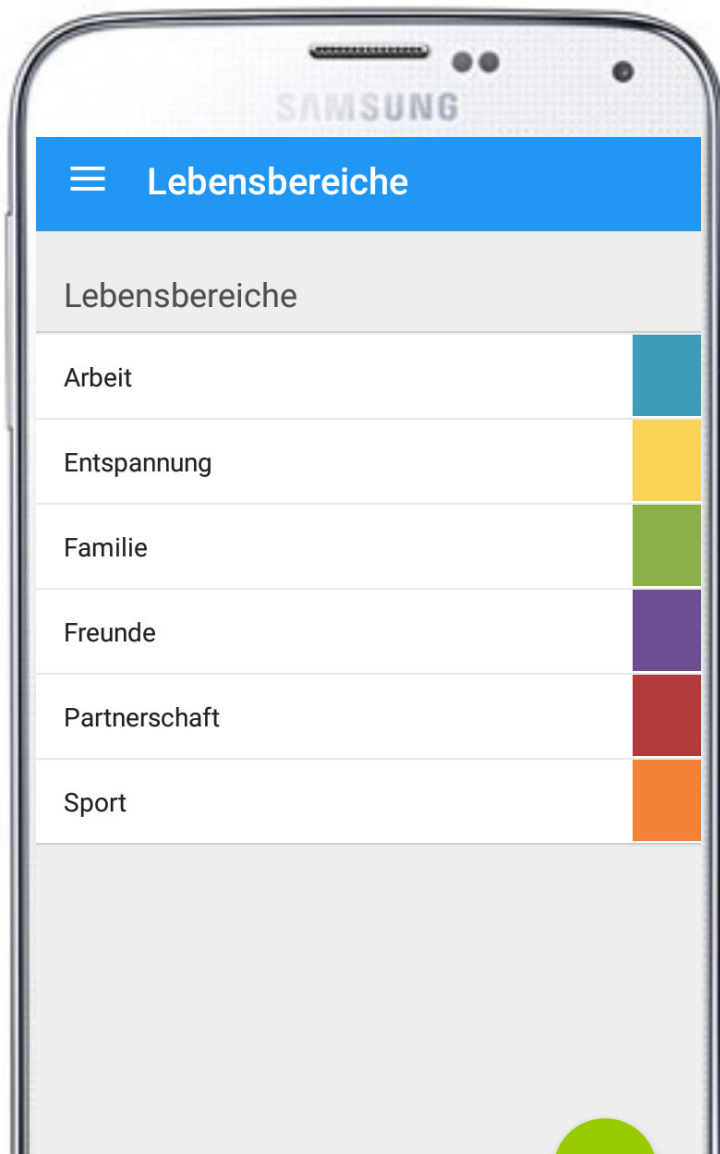 SAMSUNG
Lebensbereiche
Lebensbereiche
Arbeit
Entspannung
Familie
Freunde
Partnerschaft
Sport